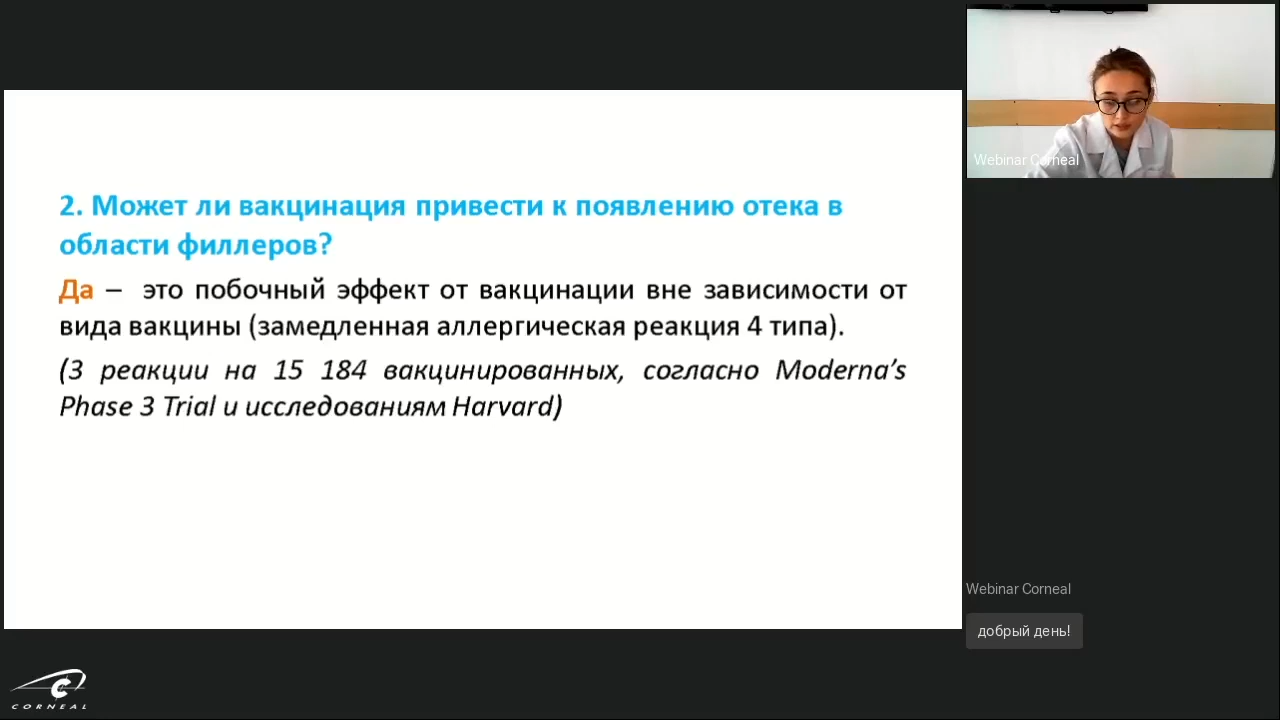 2. Может ли вакцинация привести к появлению отека в
области филлеров?
Да – это побочный эффект от вакцинации вне зависимости от
вида вакцины (замедленная аллергическая реакция 4 типа).
(3 реакции на 15 184 вакцинированных, согласно Moderna’s
Phase 3 Trial и исследованиям Harvard)
Webinar Corneal
Webinar Corneal
добрый день!
CORNEAL